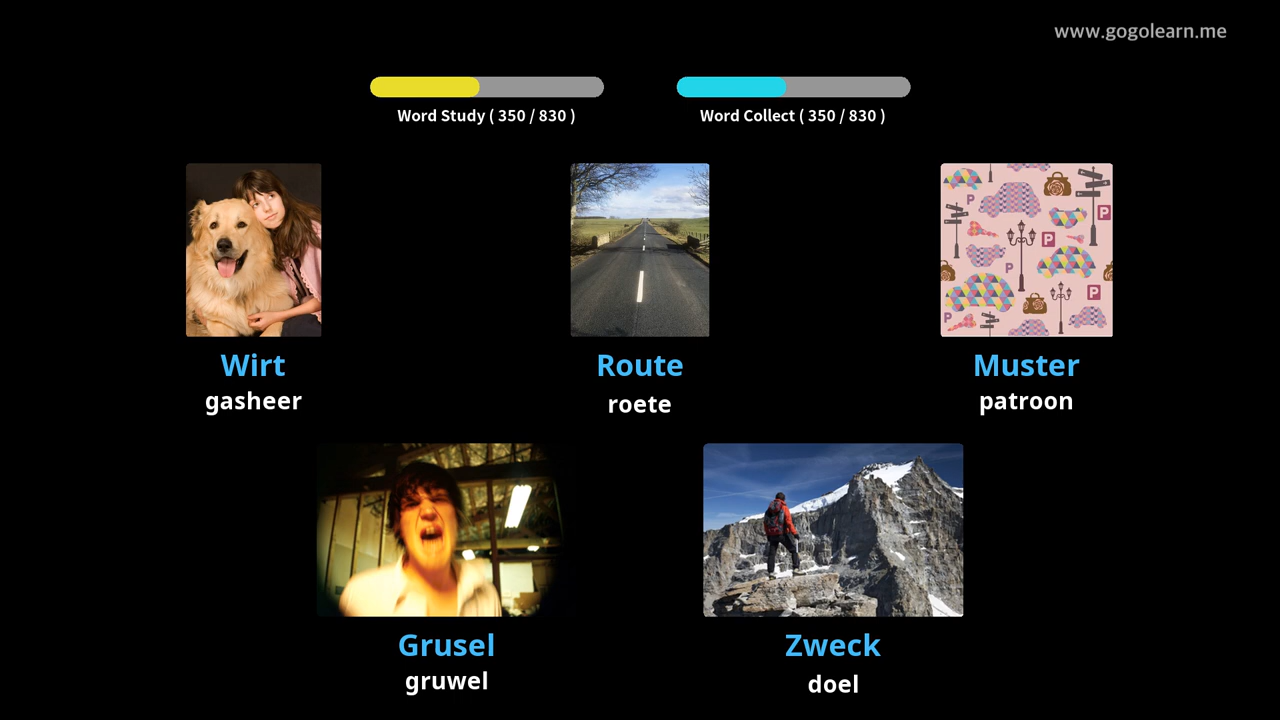 www.gogolearn.me
Word Study ( 350 / 830 )
Word Collect ( 350 / 830 )
P
P
P
P
P
P
Wirt
gasheer
Route
roete
Muster
patroon
Grusel
gruwel
Zweck
doel